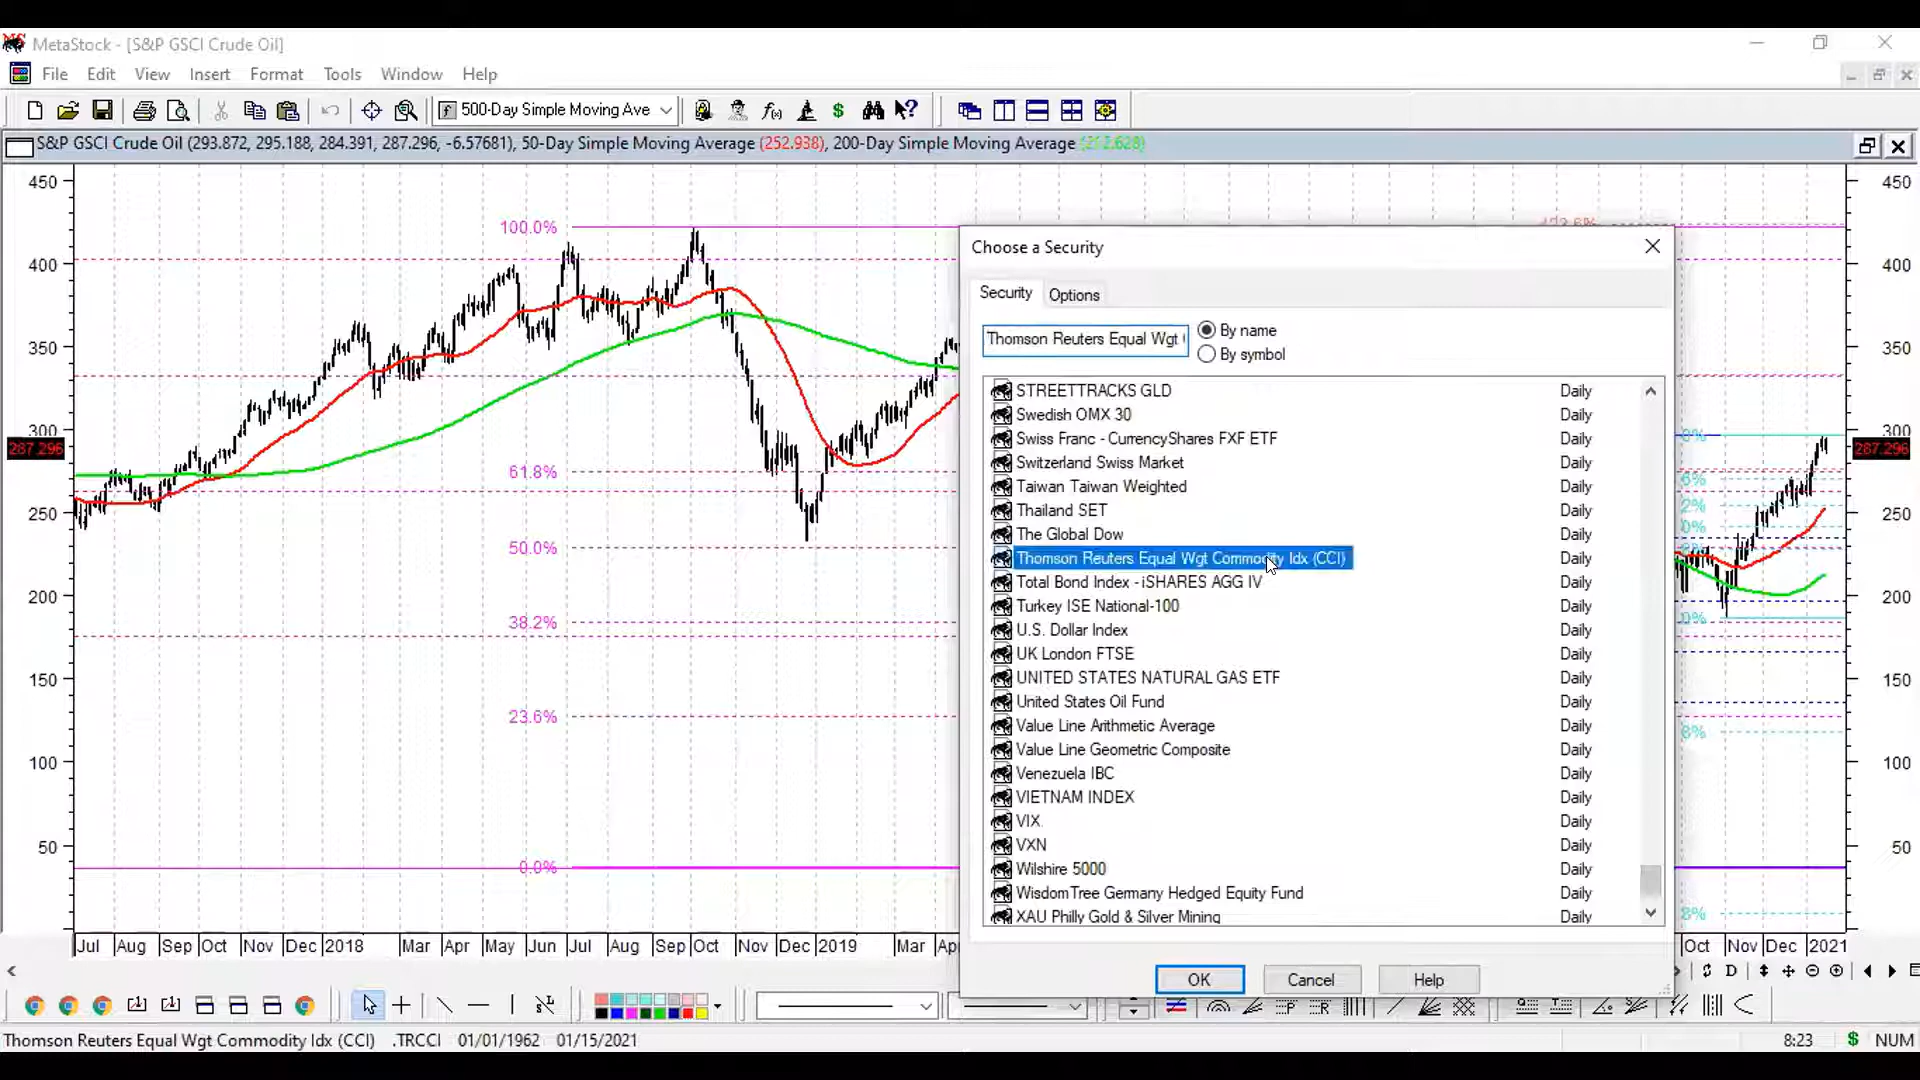 MetaStock - [S&P GSCI Crude Oil]
File Edit View Insert Format Tools Window Help
500-Day Simple Moving Ave
S&P GSCI Crude Oil (293.872, 295.188, 284.391, 287.296, -6.57681), 50-Day Simple Moving Average (252.938), 200-Day Simple Moving Average
450 450
100.0%
Choose a Security
400 400
Security Options
Thomson Reuters Equal Wgt
By name
By symbol
350 350
STREETTRACKS GLD Daily
Swedish OMX 30 Daily
300 300
Swiss Franc - CurrencyShares FXF ETF Daily
287.296 287.296
Switzerland Swiss Market Daily
61.8%
Taiwan Taiwan Weighted Daily
250 250
Thailand SET Daily
The Global Dow Daily
50.0%
Thomson Reuters Equal Wgt Commodity Idx (CCI) Daily
Total Bond Index - iSHARES AGG IV Daily
200 200
Turkey ISE National-100 Daily
38.2%
U.S. Dollar Index Daily
UK London FTSE Daily
150 150
UNITED STATES NATURAL GAS ETF Daily
United States Oil Fund Daily
23.6%
Value Line Arithmetic Average Daily
Value Line Geometric Composite Daily
100 100
Venezuela IBC Daily
VIETNAM INDEX Daily
VIX Daily
50 50
VXN Daily
0.0%
Wilshire 5000 Daily
WisdomTree Germany Hedged Equity Fund Daily
XAU Philly Gold & Silver Mining Daily
Jul Aug Sep Oct Nov Dec 2018 Mar Apr May Jun Jul Aug Sep Oct Nov Dec 2019 Mar Oct Nov Dec 2021
OK Cancel Help
D
Thomson Reuters Equal Wgt Commodity Idx (CCI) .TRCCI 01/01/1962 01/15/2021 8:23 $ NUM